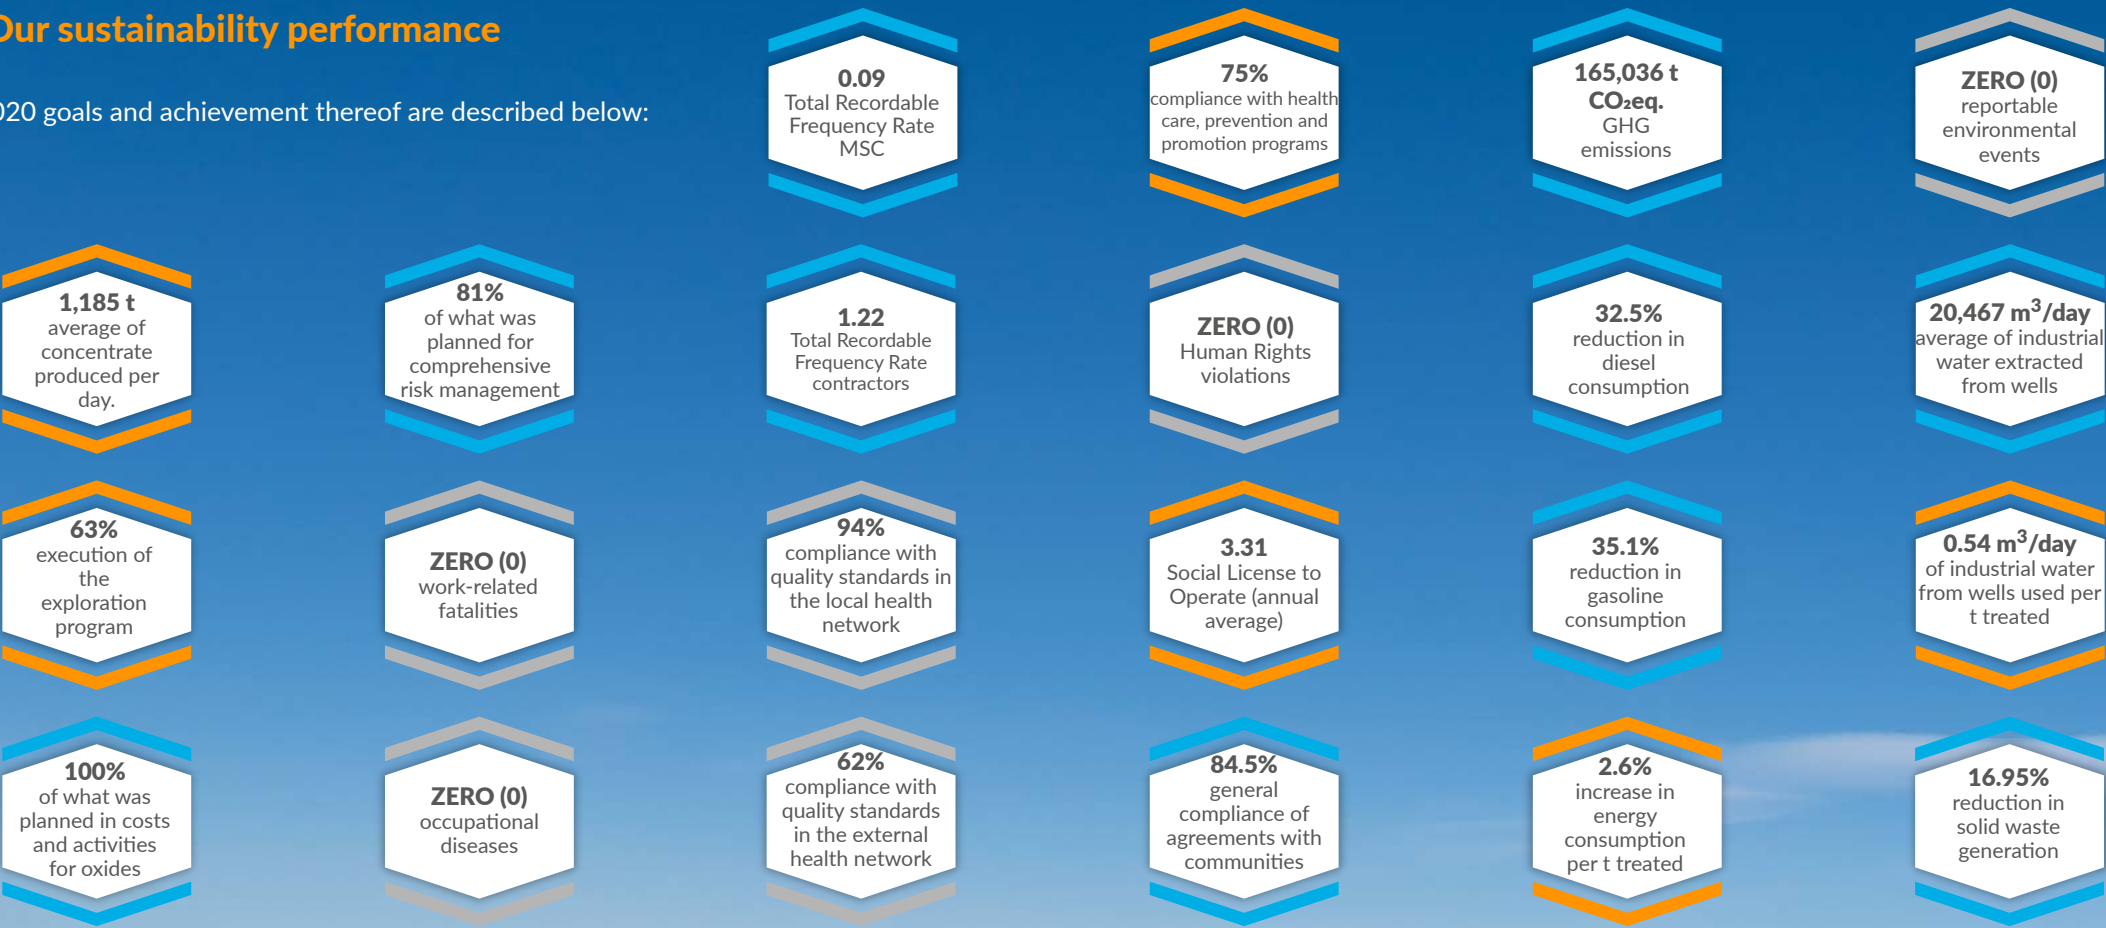 Our sustainability performance
020 goals and achievement thereof are described below:
0.09
Total Recordable
Frequency Rate
MSC
75%
compliance with health
care, prevention and
promotion programs
165,036 t
CO₂eq.
GHG
emissions
ZERO (0)
reportable
environmental
events
1,185 t
average of
concentrate
produced per
day.
81%
of what was
planned for
comprehensive
risk management
1.22
Total Recordable
Frequency Rate
contractors
ZERO (0)
Human Rights
violations
32.5%
reduction in
diesel
consumption
20,467 m³/day
average of industrial
water extracted
from wells
63%
execution of
the
exploration
program
ZERO (0)
work-related
fatalities
94%
compliance with
quality standards in
the local health
network
3.31
Social License to
Operate (annual
average)
35.1%
reduction in
gasoline
consumption
0.54 m³/day
of industrial water
from wells used per
t treated
100%
of what was
planned in costs
and activities
for oxides
ZERO (0)
occupational
diseases
62%
compliance with
quality standards
in the external
health network
84.5%
general
compliance of
agreements with
communities
2.6%
increase in
energy
consumption
per t treated
16.95%
reduction in
solid waste
generation